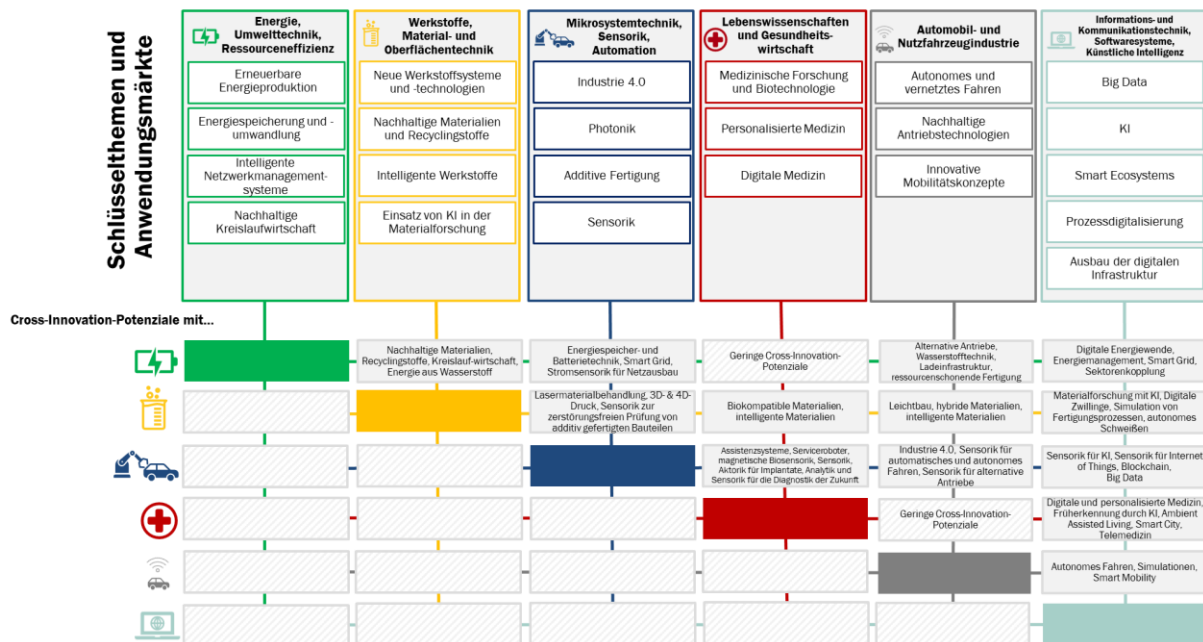 Schlüsselthemen und
Anwendungsmärkte
Energie,
Umwelttechnik,
Ressourceneffizienz
Erneuerbare
Energieproduktion
Energiespeicherung und -
umwandlung
Intelligente
Netzwerkmanagement-
systeme
Nachhaltige
Kreislaufwirtschaft
Werkstoffe,
Material- und
Oberflächentechnik
Neue Werkstoffsysteme
und -technologien
Nachhaltige Materialien
und Recyclingstoffe
Intelligente Werkstoffe
Einsatz von KI in der
Materialforschung
Mikrosystemtechnik,
Sensorik,
Automation
Industrie 4.0
Photonik
Additive Fertigung
Sensorik
Lebenswissenschaften
und Gesundheits-
wirtschaft
Medizinische Forschung
und Biotechnologie
Personalisierte Medizin
Digitale Medizin
Automobil- und
Nutzfahrzeugindustrie
Autonomes und
vernetztes Fahren
Nachhaltige
Antriebstechnologien
Innovative
Mobilitätskonzepte
Informations- und
Kommunikationstechnik,
Softwaresysteme,
Künstliche Intelligenz
Big Data
KI
Smart Ecosystems
Prozessdigitalisierung
Ausbau der digitalen
Infrastruktur
Cross-Innovation-Potenziale mit...
Nachhaltige Materialien,
Recyclingstoffe, Kreislauf-wirtschaft,
Energie aus Wasserstoff
Energiespeicher- und
Batterietechnik, Smart Grid,
Stromsensorik für Netzausbau
Geringe Cross-Innovation-
Potenziale
Alternative Antriebe,
Wasserstofftechnik,
Ladeinfrastruktur,
ressourcenschonende Fertigung
Digitale Energiewende,
Energiemanagement, Smart Grid,
Sektorenkopplung
Lasermaterialbehandlung, 3D- & 4D-
Druck, Sensorik zur
zerstörungsfreien Prüfung von
additiv gefertigten Bauteilen
Biokompatible Materialien,
intelligente Materialien
Leichtbau, hybride Materialien,
intelligente Materialien
Materialforschung mit KI, Digitale
Zwillinge, Simulation von
Fertigungsprozessen, autonomes
Schweißen
Assistenzsysteme, Serviceroboter,
magnetische Biosensorik, Sensorik,
Aktorik für Implantate, Analytik und
Sensorik für die Diagnostik der Zukunft
Industrie 4.0, Sensorik für
automatisches und autonomes
Fahren, Sensorik für alternative
Antriebe
Sensorik für KI, Sensorik für Internet
of Things, Blockchain,
Big Data
Geringe Cross-Innovation-
Potenziale
Digitale und personalisierte Medizin,
Früherkennung durch KI, Ambient
Assisted Living, Smart City,
Telemedizin
Autonomes Fahren, Simulationen,
Smart Mobility